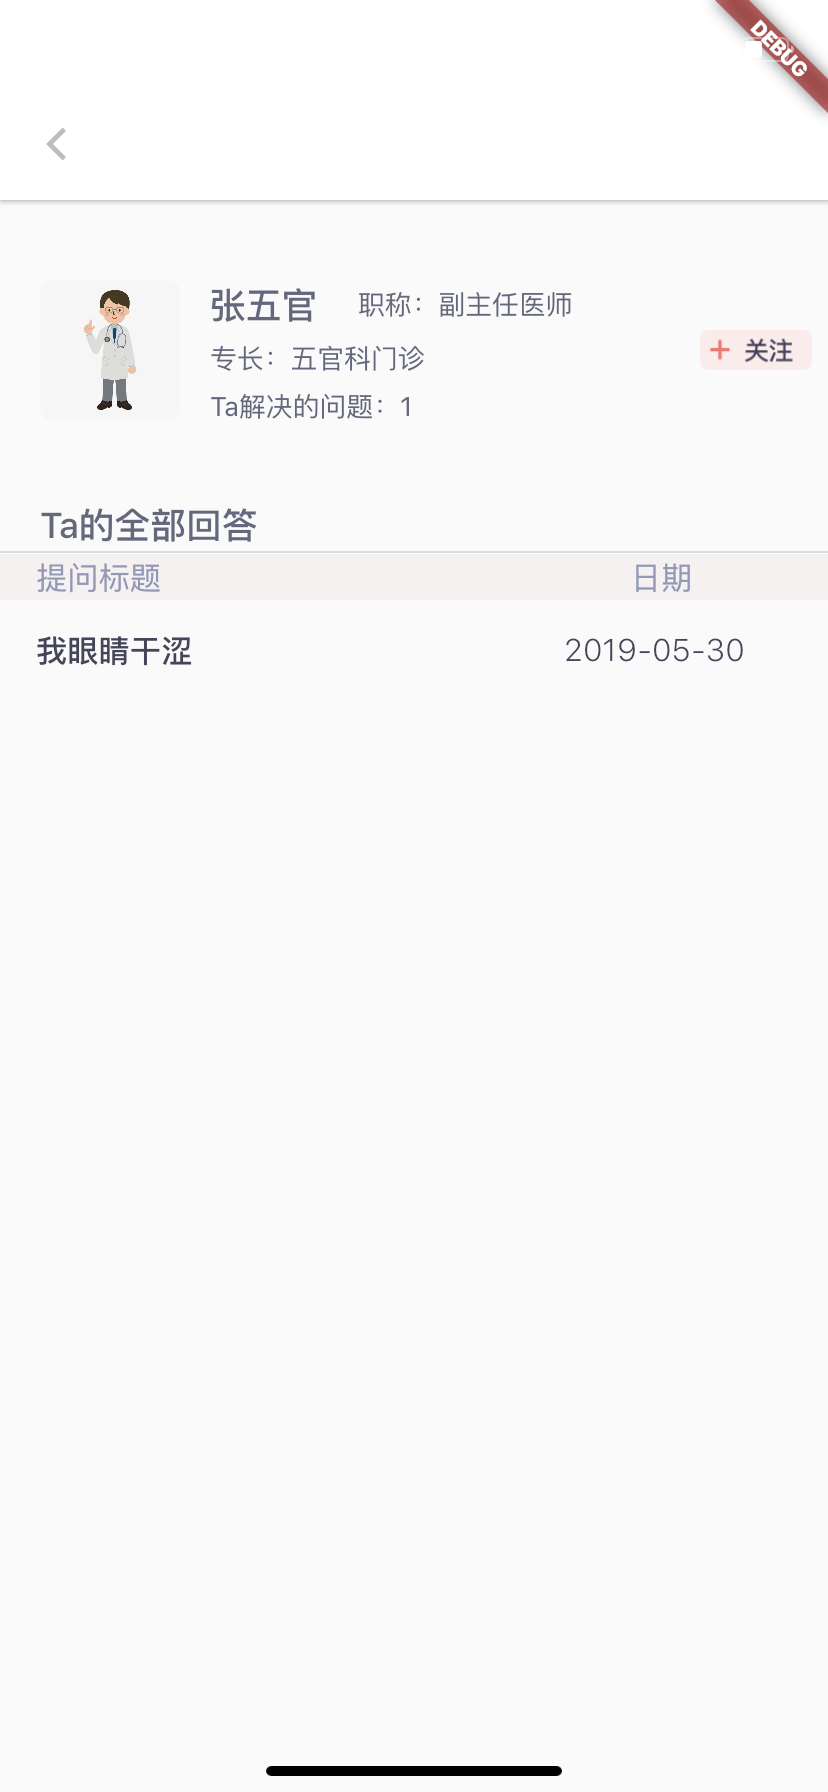 DEBUG
张五官 职称：副主任医师
专长：五官科门诊
+ 关注
Ta解决的问题：1
Ta的全部回答
提问标题 日期
我眼睛干涩 2019-05-30